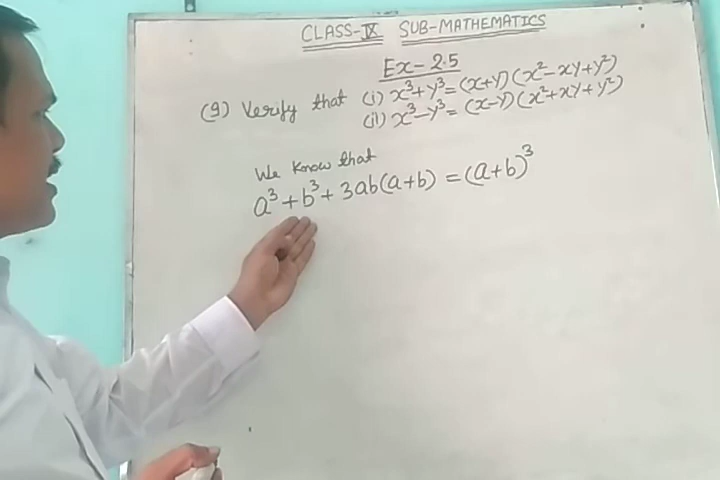 CLASS-IX SUB-MATHEMATICS
Ex-2.5
(9) Verify that (i) x³+y³=(x+y)(x²-xy+y²)
(ii) x³-y³=(x-y)(x²+xy+y²)
We know that
a³+b³+3ab(a+b)=(a+b)³